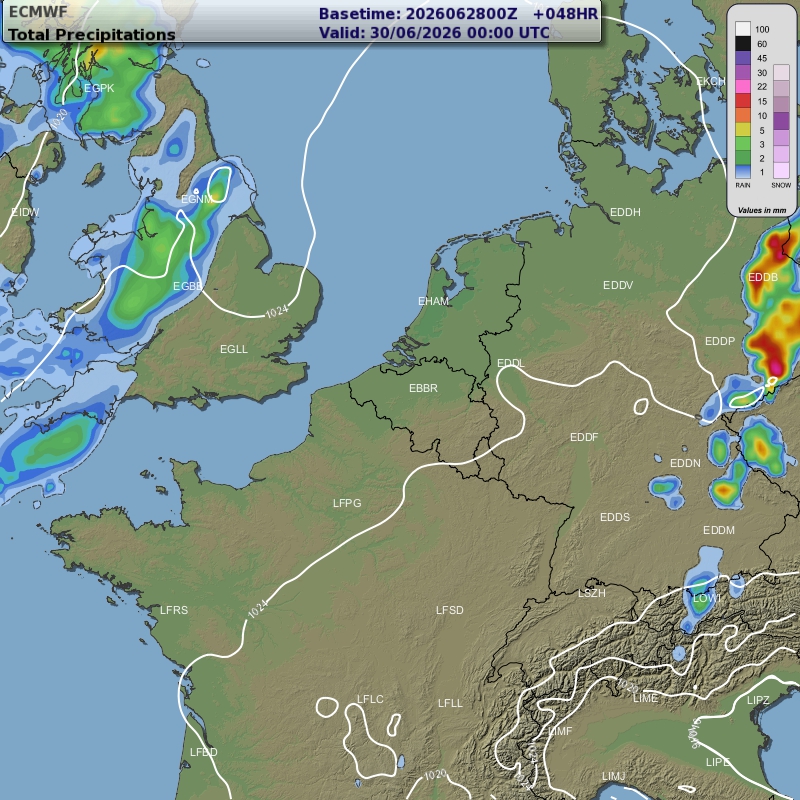 ECMWF
Basetime: 2026062800Z +048HR
Total Precipitations
Valid: 30/06/2026 00:00 UTC
100
60
45
30
22
15
10
5
3
2
1
RAIN SNOW
Values in mm
EKCH
EGPK
1020
EIDW
EGNM
EDDH
EGBB
EDDB
EDDV
EHAM
1024
EDDP
EGLL
EDDL
EBBR
EDDF
EDDN
LFPG
EDDS
EDDM
LSZH
LOWI
1024
LFRS
LFSD
1020
LIME
LFLC
LFLL
LIPZ
LIMF
LFBD
LIPE
1020
LIMJ